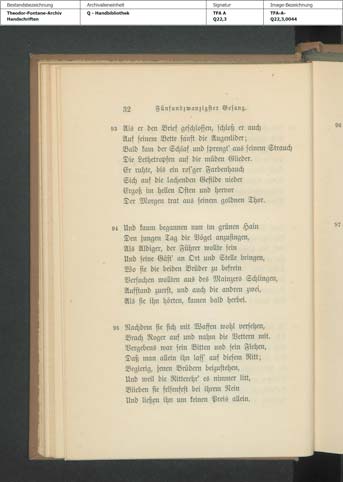 Bestandsbezeichnung
Archivalieneinheit
Signatur
Image-Bezeichnung
Theodor-Fontane-Archiv
Handschriften
Q - Handbibliothek
TFA A
Q22,3
TFA-A-
Q22,3,0044
32 Fünfundzwanzigster Gesang.
93 Als er den Brief geschlossen, schloß er auch
Auf seinem Bette sanft die Augenlider;
Bald kam der Schlaf und sprengt' aus seinem Strauch
Die Lethetropfen auf die müden Glieder.
Er ruhte, bis ein ros'ger Farbenhauch
Sich auf die lachenden Gefilde nieder
Ergoß im hellen Osten und hervor
Der Morgen trat aus seinem goldnen Thor.
94 Und kaum begannen nun im grünen Hain
Den jungen Tag die Vögel anzusingen,
Als Aldiger, der Führer wollte sein
Und seine Gäst' an Ort und Stelle bringen,
Wo sie die beiden Brüder zu befrein
Versuchen wollten aus des Mainzers Schlingen,
Aufstand zuerst, und auch die andern zwei,
Als sie ihn hörten, kamen bald herbei.
95 Nachdem sie sich mit Waffen wohl versehen,
Brach Roger auf und nahm die Vettern mit.
Vergebens war sein Bitten und sein Flehen,
Daß man allein ihn lass' auf diesem Ritt;
Begierig, jenen Brüdern beizustehen,
Und weil die Ritterehr' es nimmer litt,
Blieben sie felsenfest bei ihrem Nein
Und ließen ihn um keinen Preis allein.
96
97